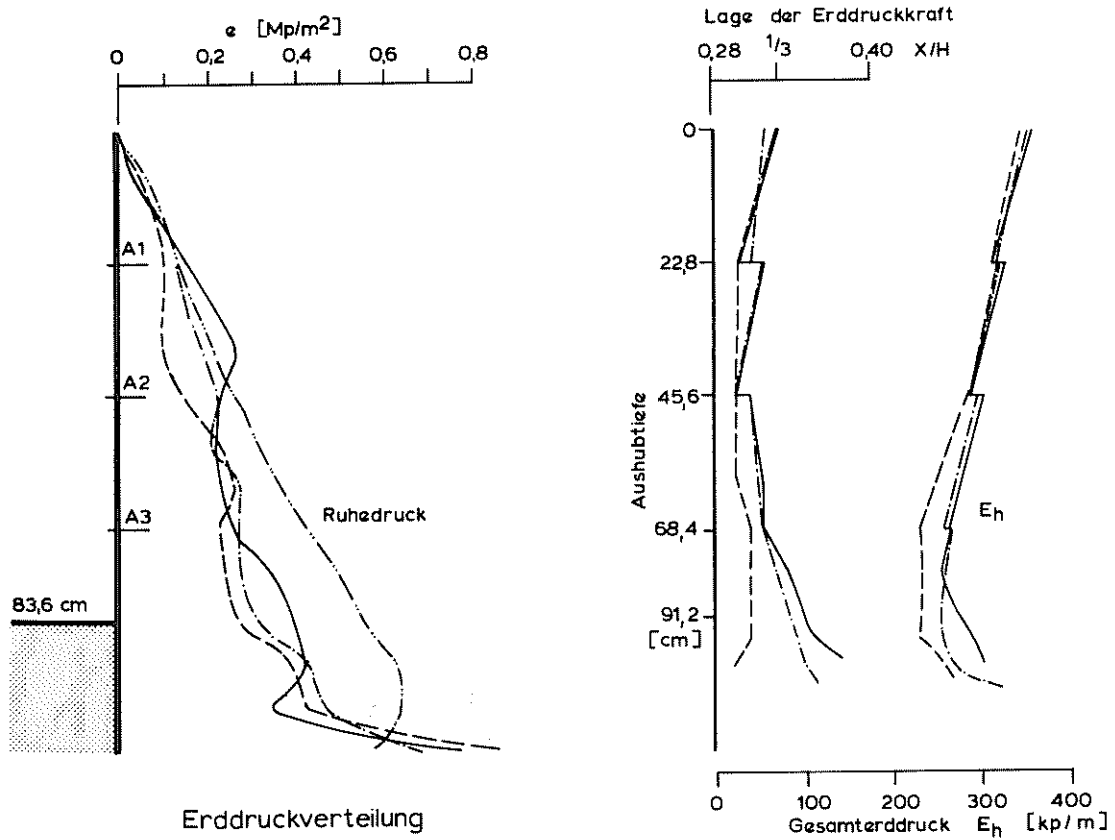 e [Mp/m²]
0 0,2 0,4 0,6 0,8
A1
A2
A3
Ruhedruck
83,6 cm
Erddruckverteilung
Lage der Erddruckkraft
0,28 1/3 0,40 X/H
0
22,8
45,6
68,4
91,2
[cm]
Aushubtiefe
Eh
0 100 200 300 400
Gesamterddruck Eh [kp/m]